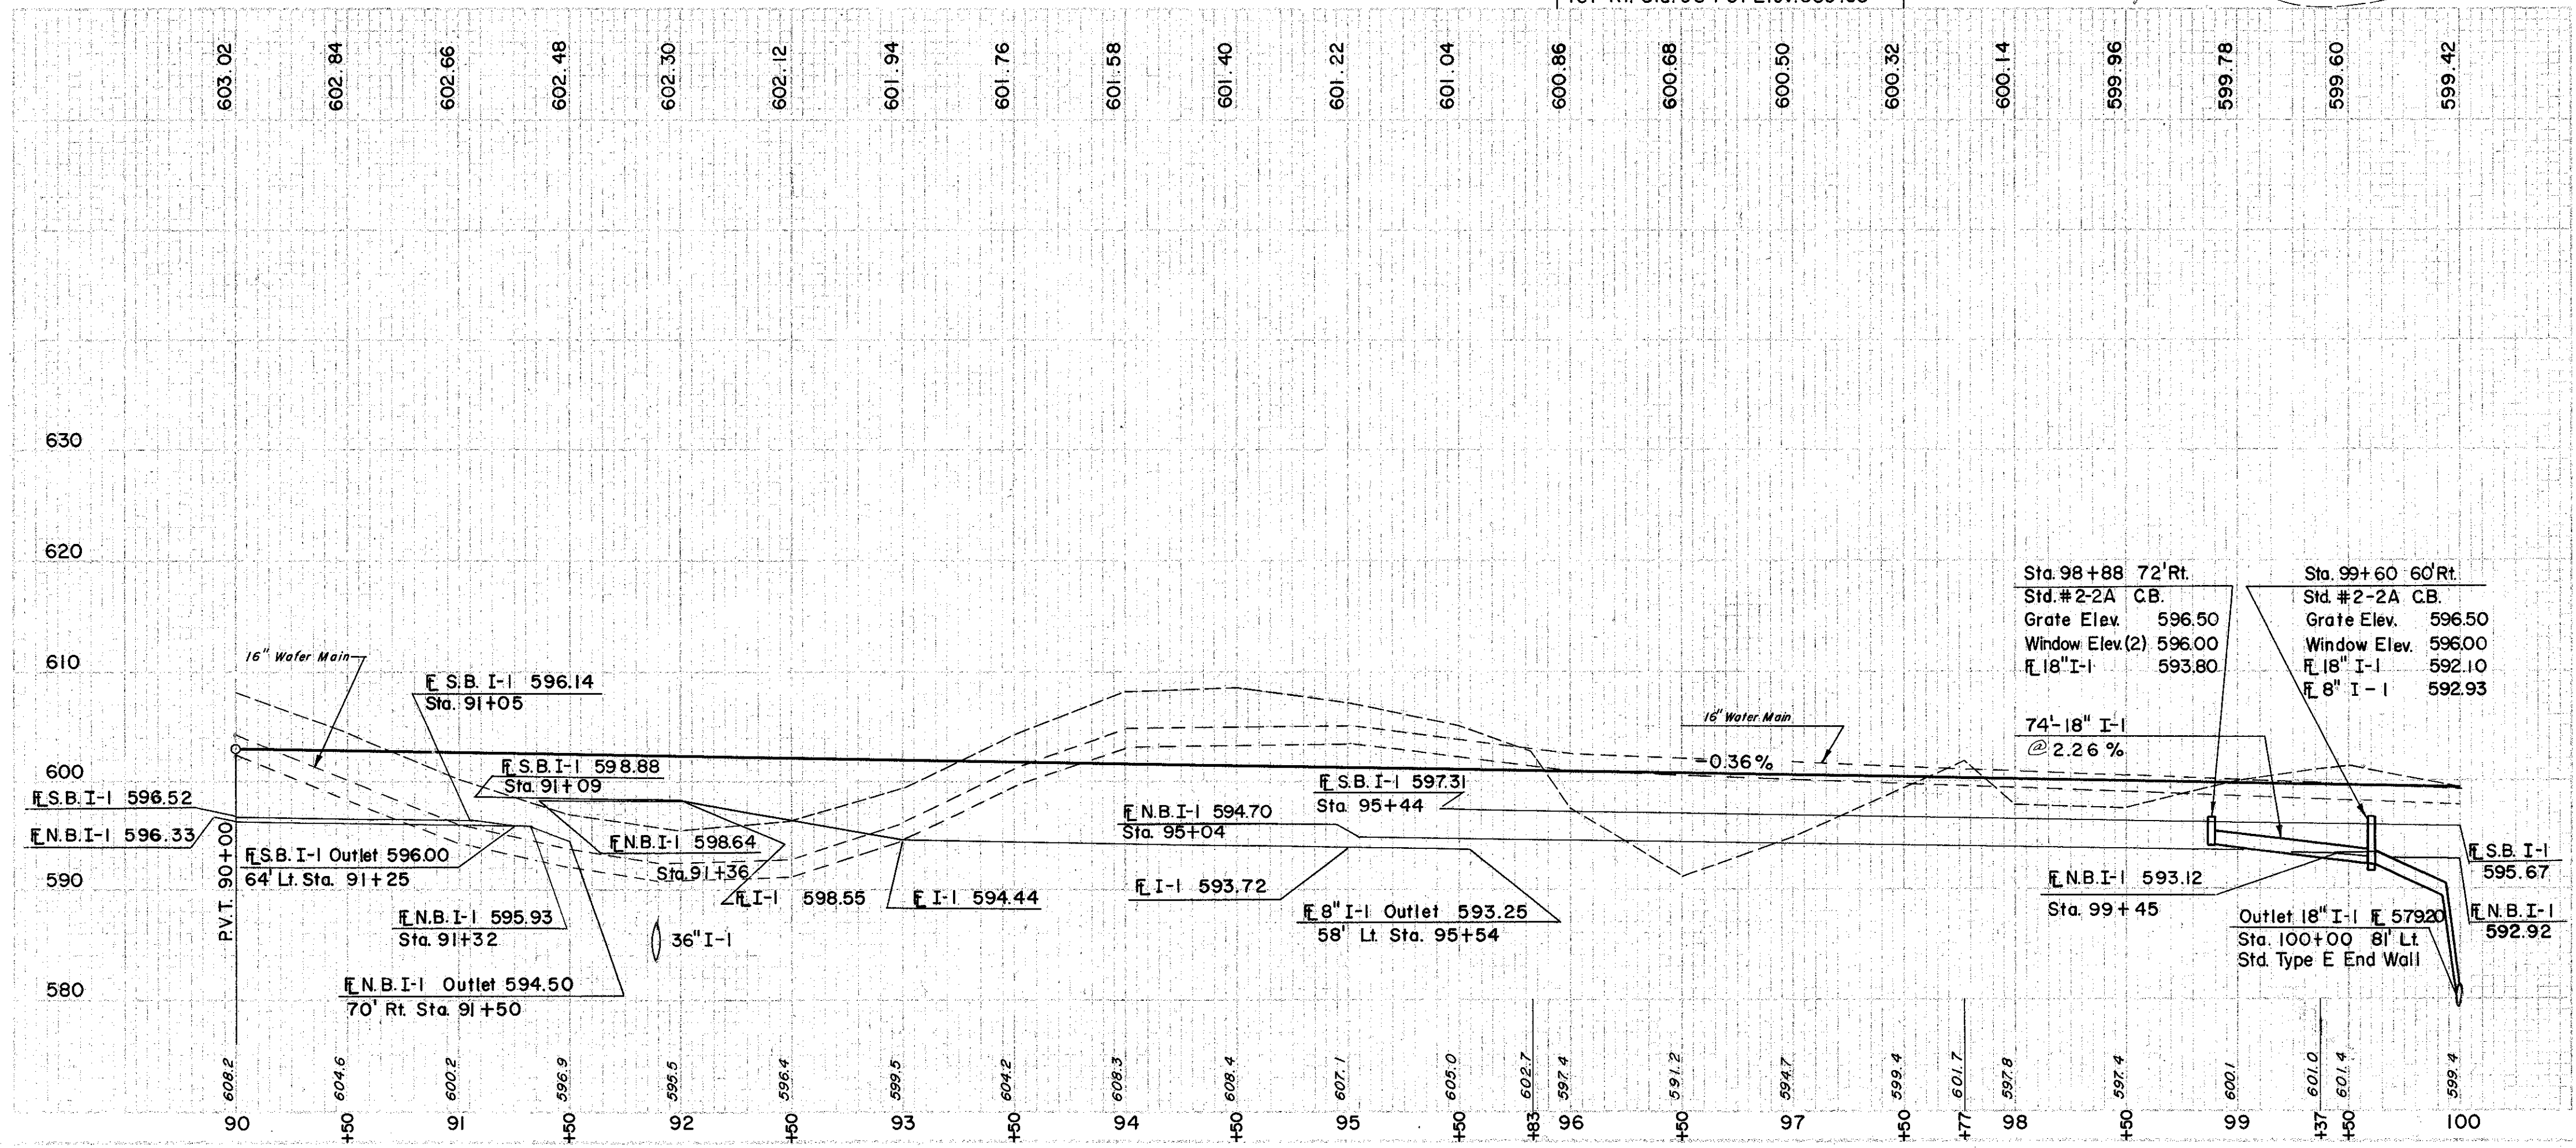 603.02
602.84
602.66
602.48
602.30
602.12
601.94
601.76
601.58
601.40
601.22
601.04
600.86
600.68
600.50
600.32
600.14
599.96
599.78
599.60
599.42
630
620
610
600
590
580
16" Water Main
℄ S.B. I-1 596.14
Sta. 91+05
℄ S.B. I-1 598.88
Sta. 91+09
℄ S.B. I-1 596.52
℄ N.B. I-1 596.33
P.V.T. 90+00
℄ S.B. I-1 Outlet 596.00
64' Lt. Sta. 91+25
℄ N.B. I-1 595.93
Sta. 91+32
℄ N.B. I-1 Outlet 594.50
70' Rt. Sta. 91+50
℄ N.B. I-1 598.64
Sta. 91+36
℄ I-1 598.55
36" I-1
℄ I-1 594.44
℄ N.B. I-1 594.70
Sta. 95+04
℄ S.B. I-1 597.31
Sta. 95+44
℄ I-1 593.72
℄ 8" I-1 Outlet 593.25
58' Lt. Sta. 95+54
16" Water Main
-0.36%
Sta. 98+88 72' Rt.
Std. #2-2A C.B.
Grate Elev. 596.50
Window Elev. (2) 596.00
℄ 18" I-1 593.80
Sta. 99+60 60' Rt.
Std. #2-2A C.B.
Grate Elev. 596.50
Window Elev. 596.00
℄ 18" I-1 592.10
℄ 8" I-1 592.93
74'-18" I-1
@ 2.26 %
℄ N.B. I-1 593.12
Sta. 99+45
Outlet 18" I-1 ℄ 579.20
Sta. 100+00 81' Lt.
Std. Type E End Wall
℄ S.B. I-1
595.67
℄ N.B. I-1
592.92
608.2
604.6
600.2
596.9
595.5
596.4
599.5
604.2
608.3
608.4
607.1
605.0
602.7
597.4
591.2
594.7
599.4
601.7
597.8
597.4
600.1
601.0
601.4
599.4
90
+50
91
+50
92
+50
93
+50
94
+50
95
+50
+83
96
+50
97
+50
+77
98
+50
99
+37
+50
100